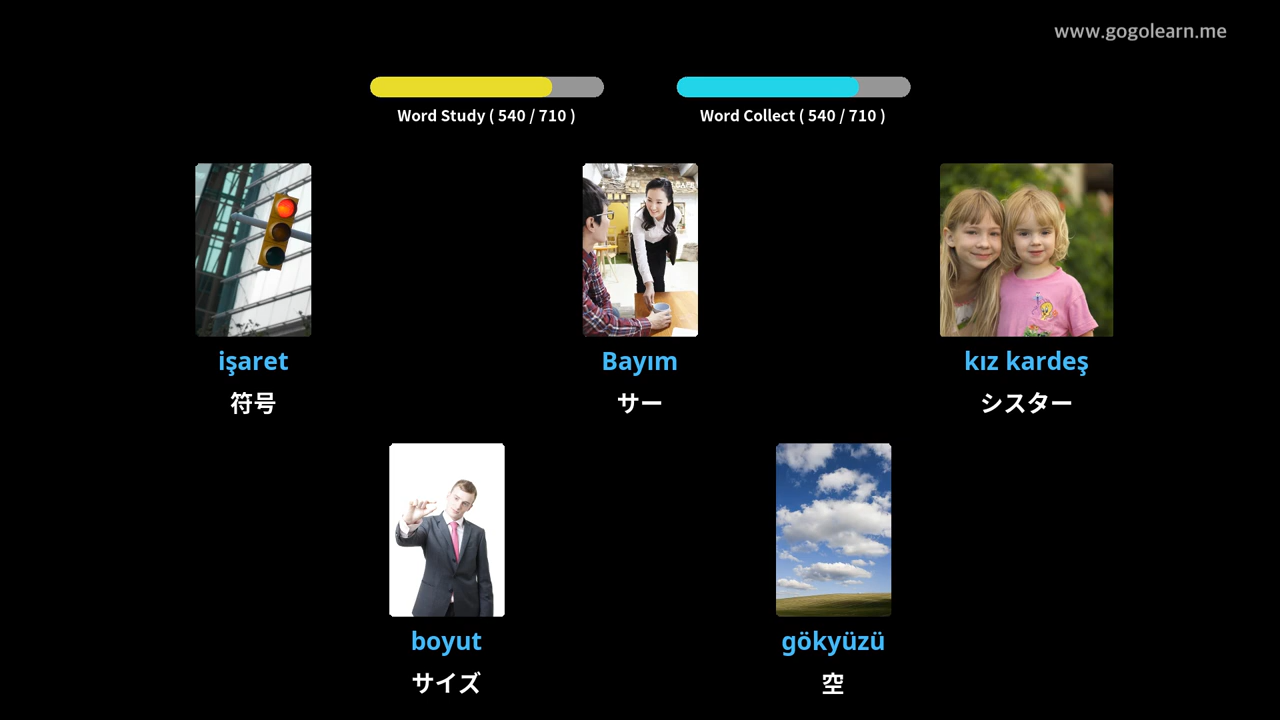 www.gogolearn.me
Word Study ( 540 / 710 )
Word Collect ( 540 / 710 )
işaret
Bayım
kız kardeş
符号
サー
シスター
boyut
gökyüzü
サイズ
空